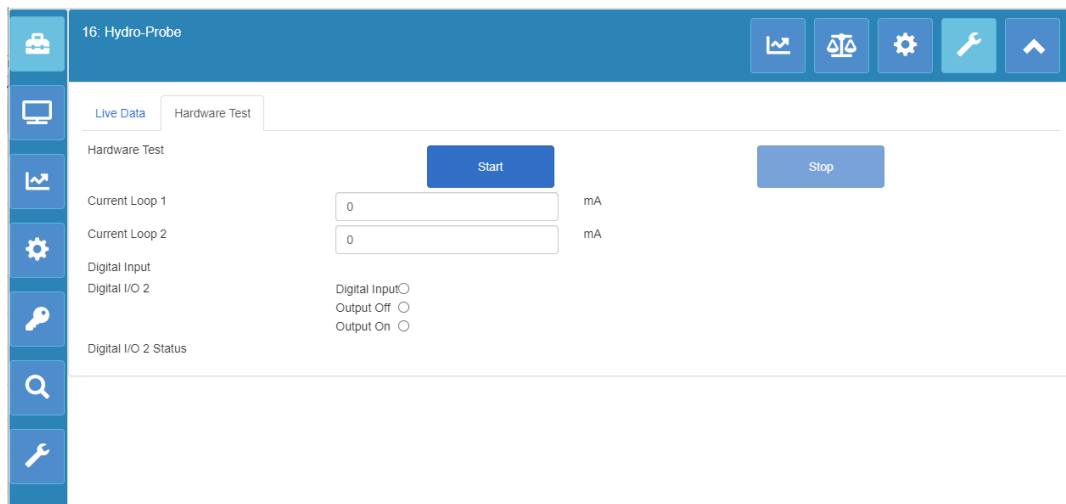 16: Hydro-Probe
Live Data Hardware Test
Hardware Test Start Stop
Current Loop 1 0 mA
Current Loop 2 0 mA
Digital Input
Digital I/O 2 Digital Input
Output Off
Output On
Digital I/O 2 Status